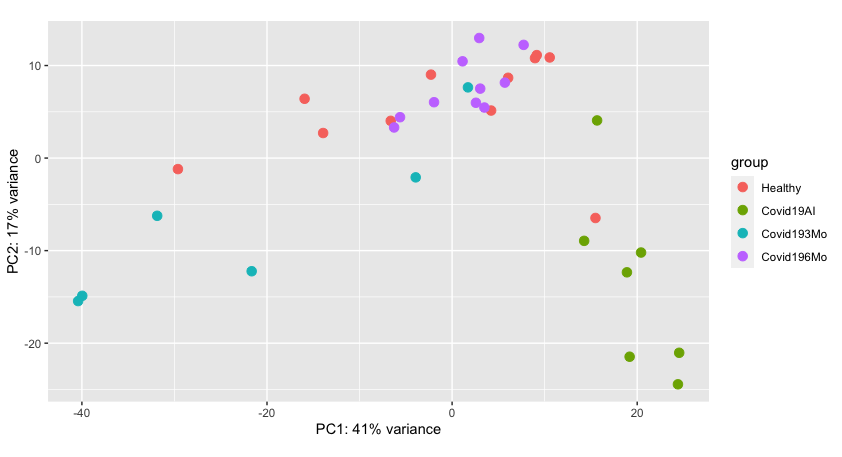 10
0
-10
-20
-40
-20
0
20
PC1: 41% variance
PC2: 17% variance
group
Healthy
Covid19AI
Covid193Mo
Covid196Mo